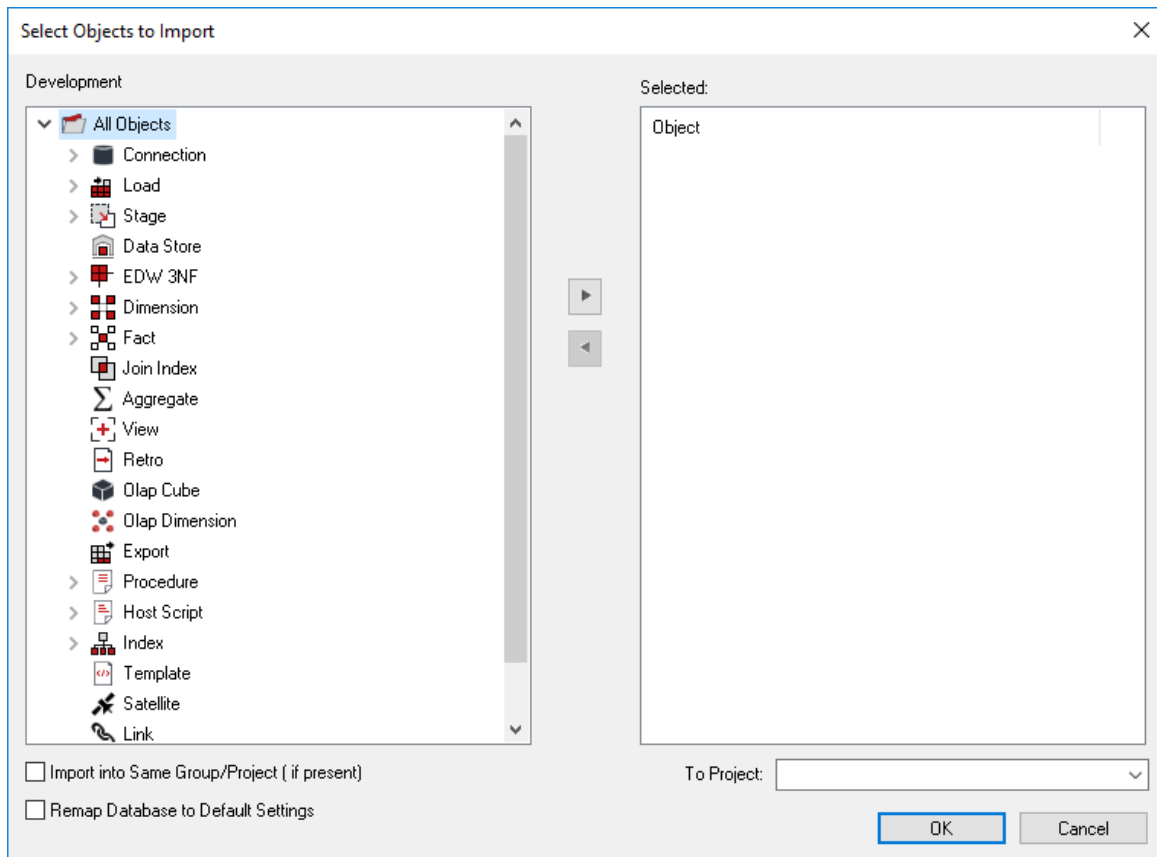 Select Objects to Import
Development
All Objects
Connection
Load
Stage
Data Store
EDW 3NF
Dimension
Fact
Join Index
Aggregate
View
Retro
Olap Cube
Olap Dimension
Export
Procedure
Host Script
Index
Template
Satellite
Link
Selected:
Object
Import into Same Group/Project ( if present)
Remap Database to Default Settings
To Project:
OK
Cancel